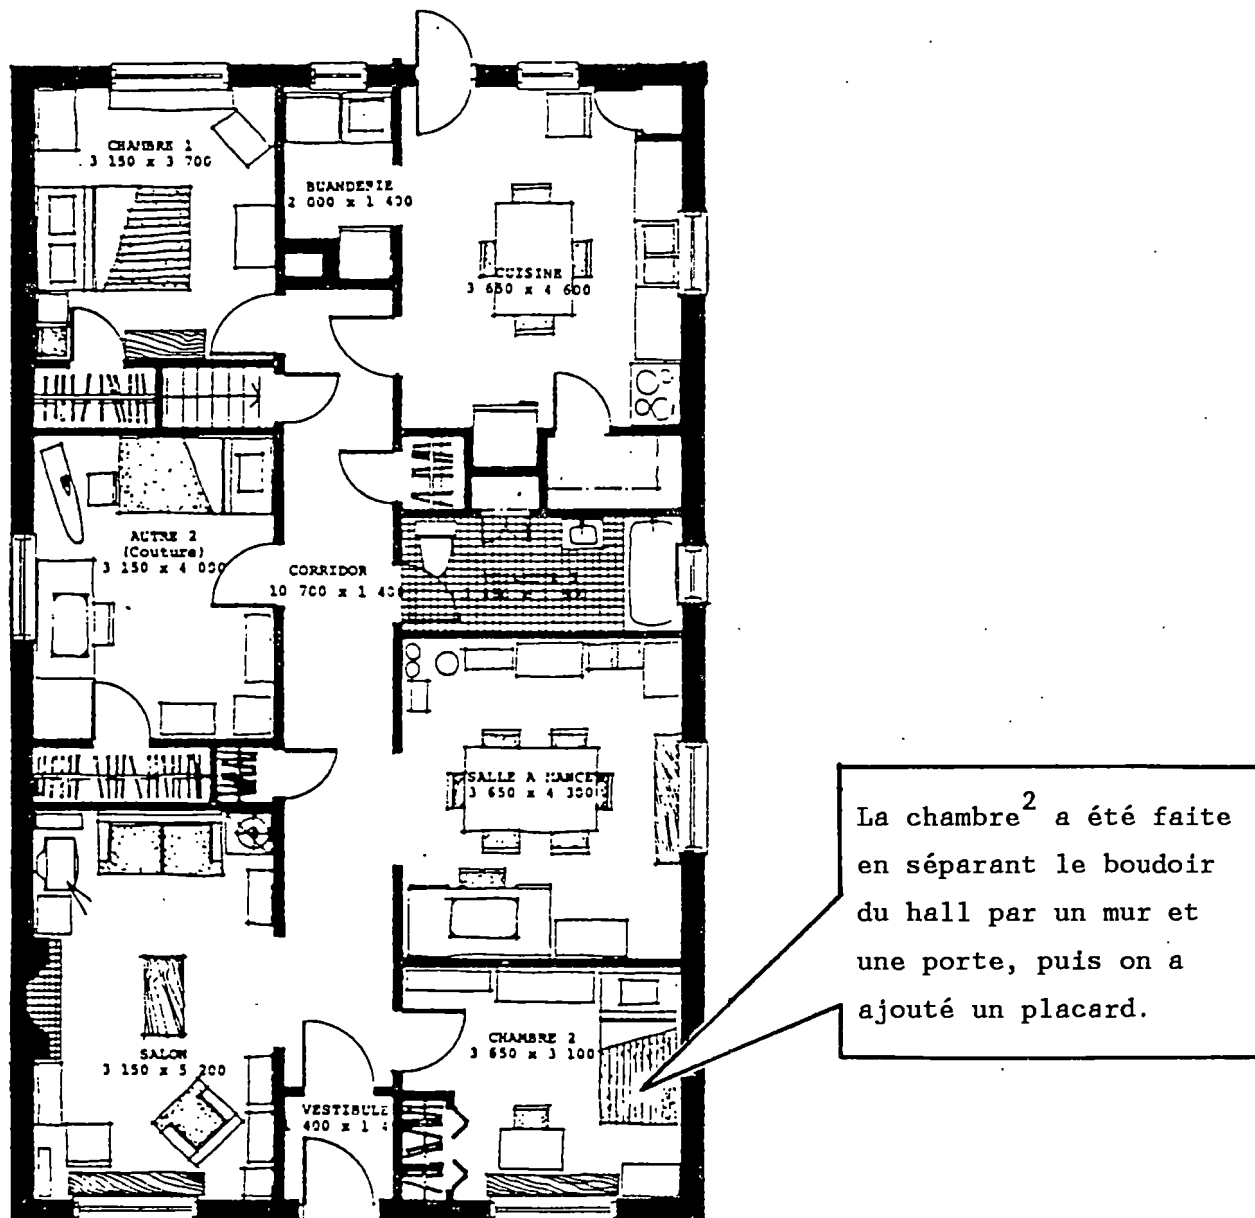 CHAMBRE 1
3 150 x 3 700
BUANDERIE
2 000 x 1 400
CUISINE
3 650 x 4 600
AUTRE 2
(Couture)
3 150 x 4 000
CORRIDOR
10 700 x 1 400
SALLE A MANGER
3 650 x 4 300
SALON
3 150 x 5 200
CHAMBRE 2
3 650 x 3 100
VESTIBULE
400 x 1 4
La chambre² a été faite
en séparant le boudoir
du hall par un mur et
une porte, puis on a
ajouté un placard.